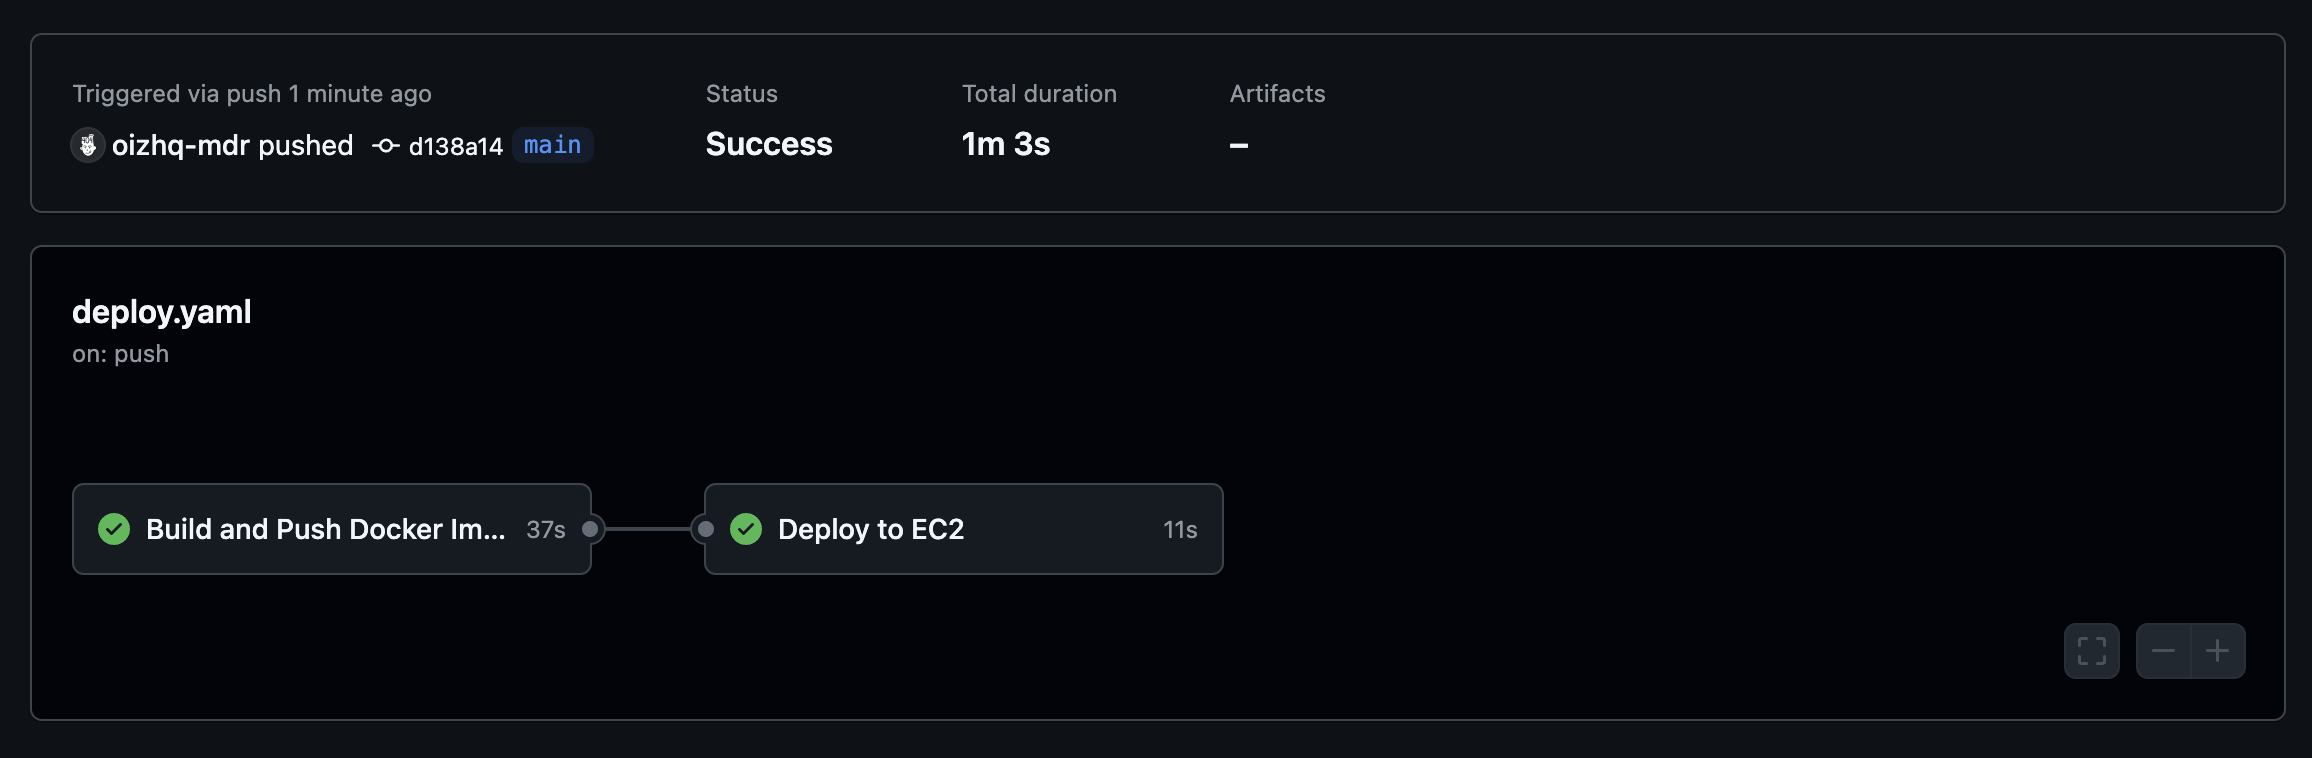 Triggered via push 1 minute ago
oizhq-mdr pushed d138a14 main
Status
Success
Total duration
1m 3s
Artifacts
–
deploy.yaml
on: push
Build and Push Docker Im... 37s
Deploy to EC2 11s